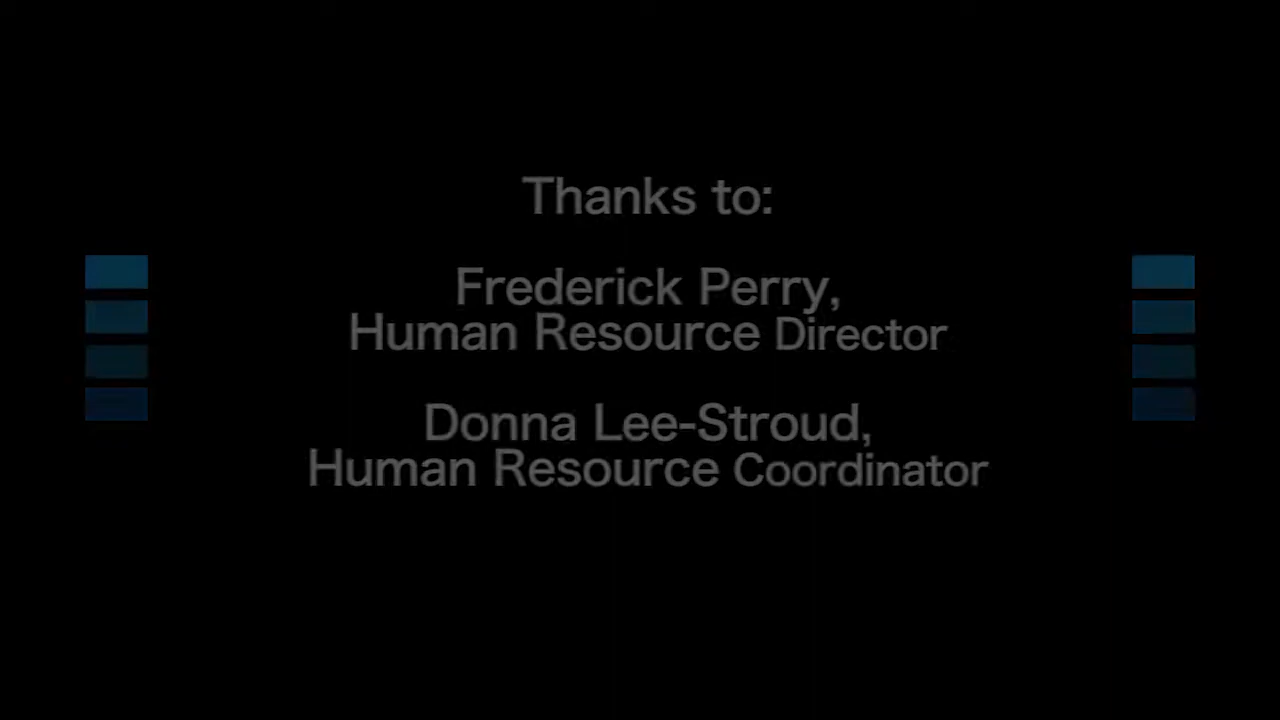 Thanks to:
Frederick Perry,
Human Resource Director
Donna Lee-Stroud,
Human Resource Coordinator